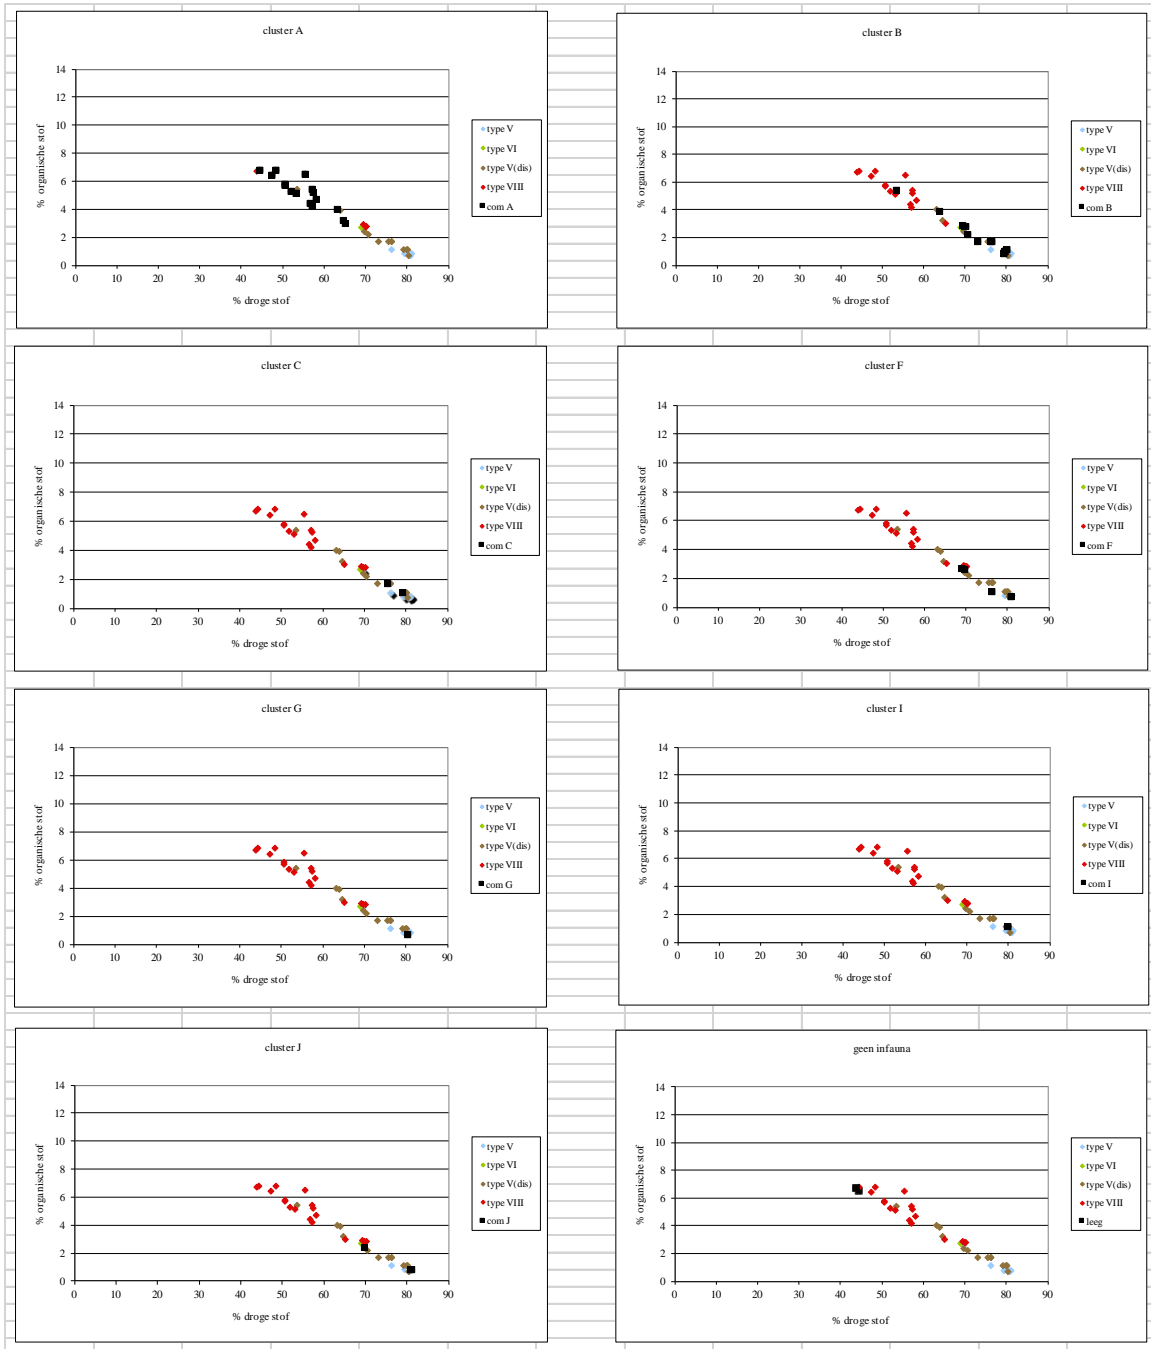 cluster A
% organische stof
14
12
10
8
6
4
2
0
0 10 20 30 40 50 60 70 80 90
% droge stof
type V
type VI
type V(dis)
type VIII
com A
cluster B
% organische stof
14
12
10
8
6
4
2
0
0 10 20 30 40 50 60 70 80 90
% droge stof
type V
type VI
type V(dis)
type VIII
com B
cluster C
% organische stof
14
12
10
8
6
4
2
0
0 10 20 30 40 50 60 70 80 90
% droge stof
type V
type VI
type V(dis)
type VIII
com C
cluster F
% organische stof
14
12
10
8
6
4
2
0
0 10 20 30 40 50 60 70 80 90
% droge stof
type V
type VI
type V(dis)
type VIII
com F
cluster G
% organische stof
14
12
10
8
6
4
2
0
0 10 20 30 40 50 60 70 80 90
% droge stof
type V
type VI
type V(dis)
type VIII
com G
cluster I
% organische stof
14
12
10
8
6
4
2
0
0 10 20 30 40 50 60 70 80 90
% droge stof
type V
type VI
type V(dis)
type VIII
com I
cluster J
% organische stof
14
12
10
8
6
4
2
0
0 10 20 30 40 50 60 70 80 90
% droge stof
type V
type VI
type V(dis)
type VIII
com J
geen infauna
% organische stof
14
12
10
8
6
4
2
0
0 10 20 30 40 50 60 70 80 90
% droge stof
type V
type VI
type V(dis)
type VIII
leeg